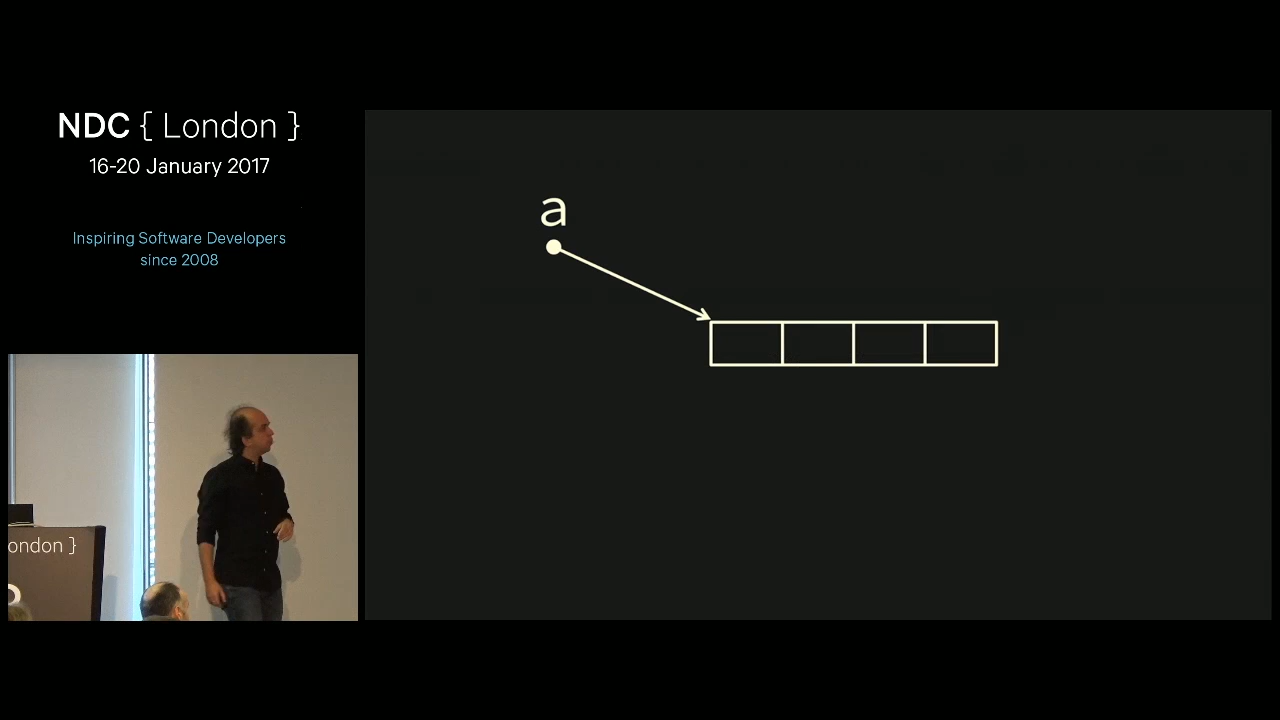 NDC { London }
16-20 January 2017
Inspiring Software Developers
since 2008
a
ondon }